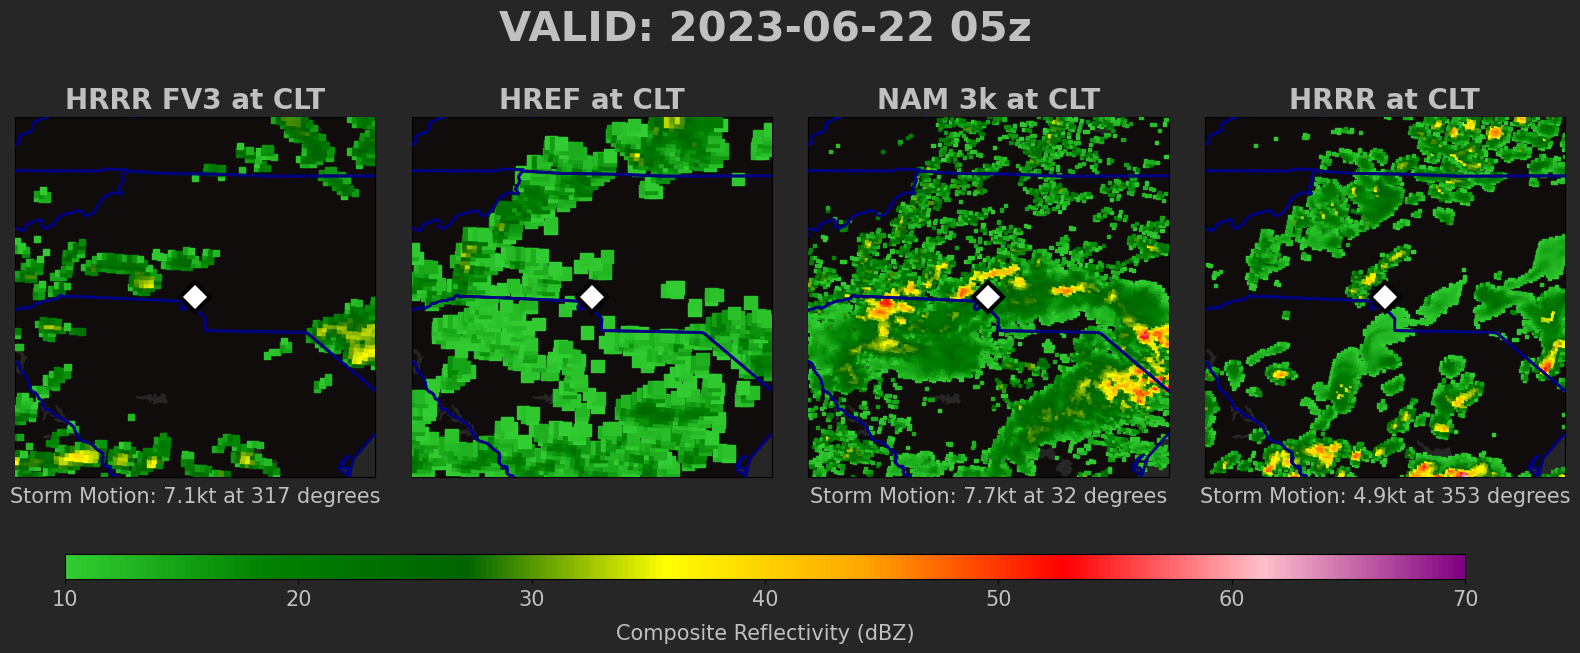 VALID: 2023-06-22 05z
HRRR FV3 at CLT
HREF at CLT
NAM 3k at CLT
HRRR at CLT
Storm Motion: 7.1kt at 317 degrees
Storm Motion: 7.7kt at 32 degrees
Storm Motion: 4.9kt at 353 degrees
10 20 30 40 50 60 70
Composite Reflectivity (dBZ)